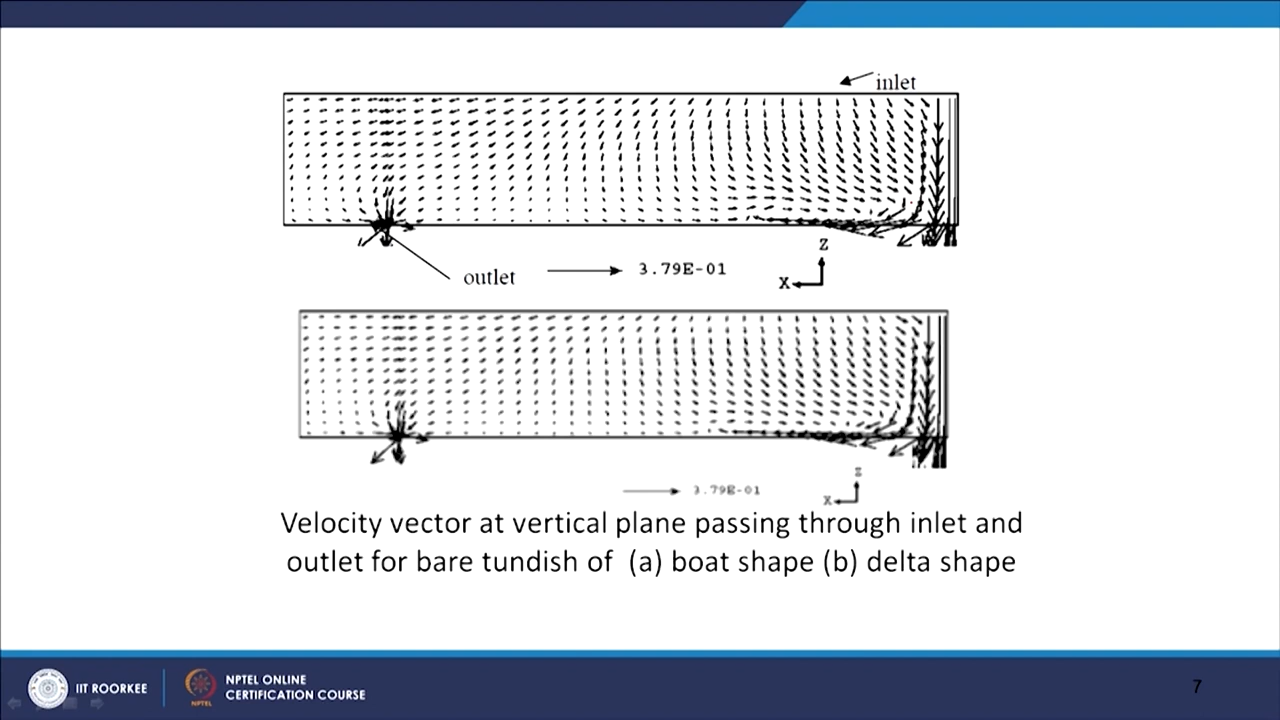 inlet
z
outlet
3.79E-01
X
z
3.79E-01
X
Velocity vector at vertical plane passing through inlet and
outlet for bare tundish of (a) boat shape (b) delta shape
IIT ROORKEE
NPTEL
NPTEL ONLINE
CERTIFICATION COURSE
7